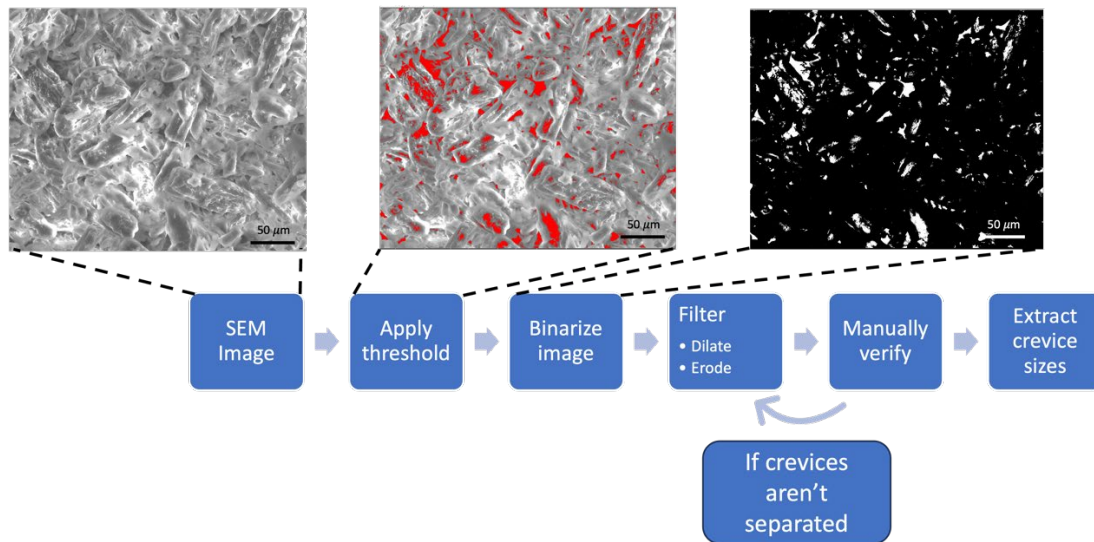 50 μm
50 μm
50 μm
SEM
Image
Apply
threshold
Binarize
image
Filter
• Dilate
• Erode
Manually
verify
Extract
crevice
sizes
If crevices
aren’t
separated